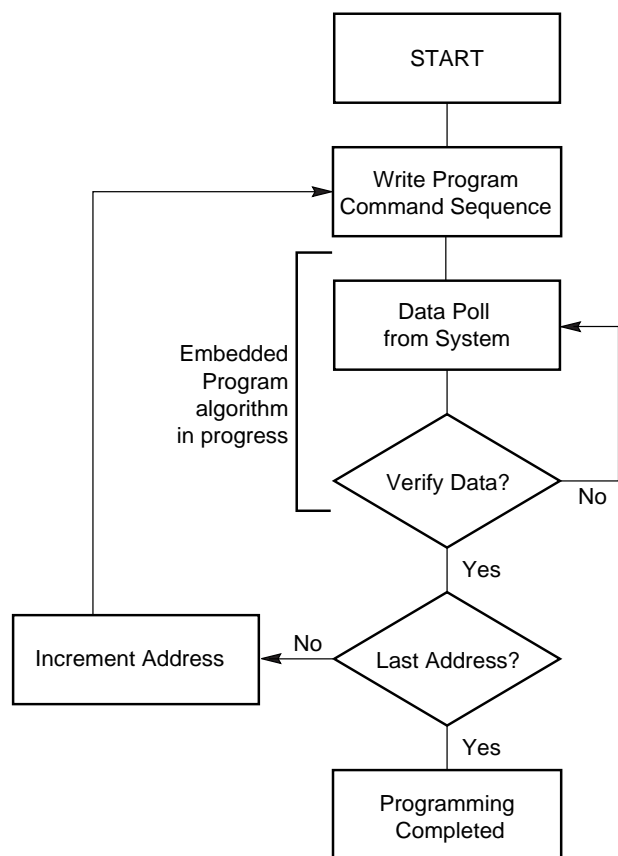 START
Write Program
Command Sequence
Data Poll
from System
Embedded
Program
algorithm
in progress
Verify Data?
No
Yes
Last Address?
No
Increment Address
Yes
Programming
Completed